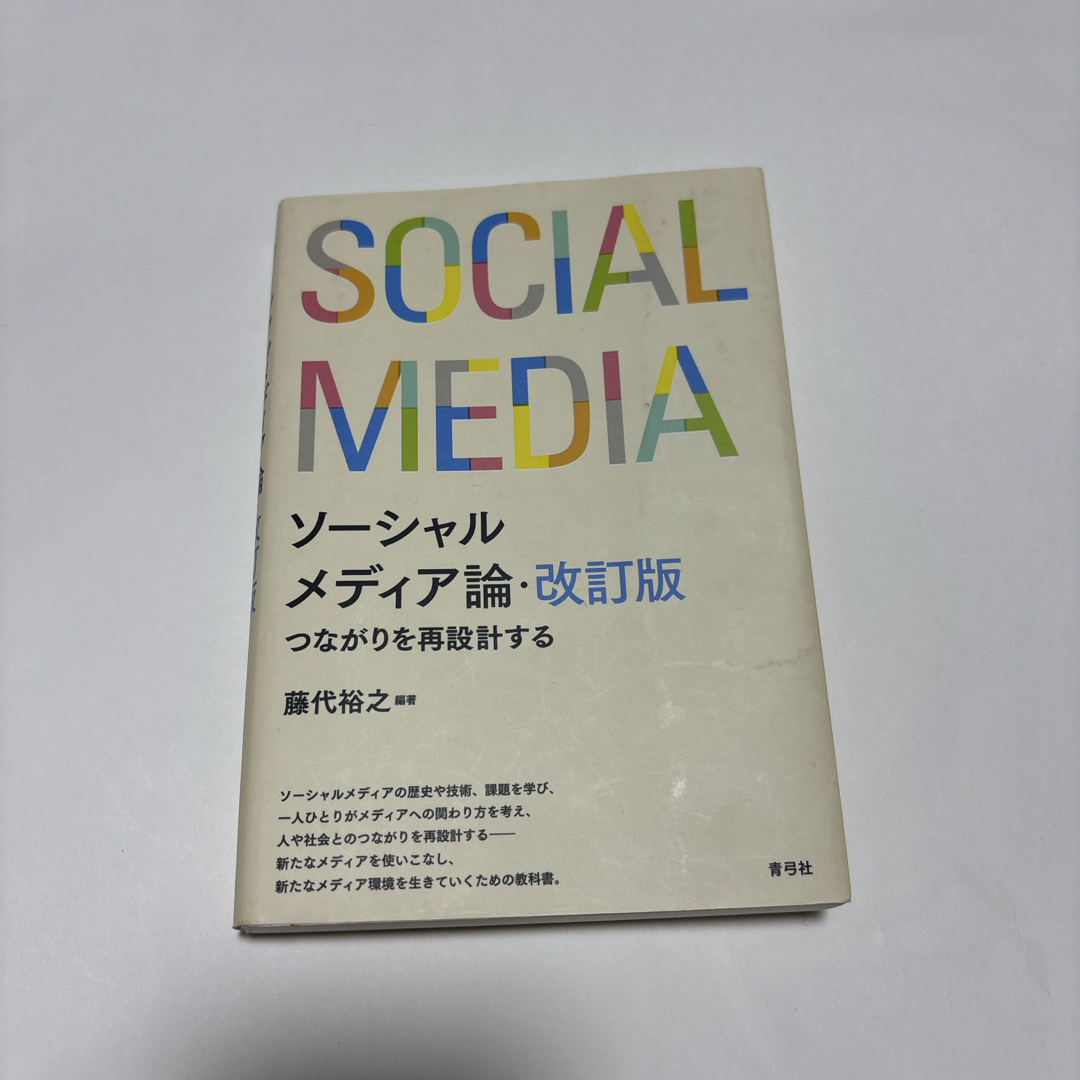 SOCIAL
MEDIA
ソーシャル
メディア論・改訂版
つながりを再設計する
藤代裕之 編著
ソーシャルメディアの歴史や技術、課題を学び、
一人ひとりがメディアへの関わり方を考え、
人や社会とのつながりを再設計する――
新たなメディアを使いこなし、
新たなメディア環境を生きていくための教科書。
青弓社